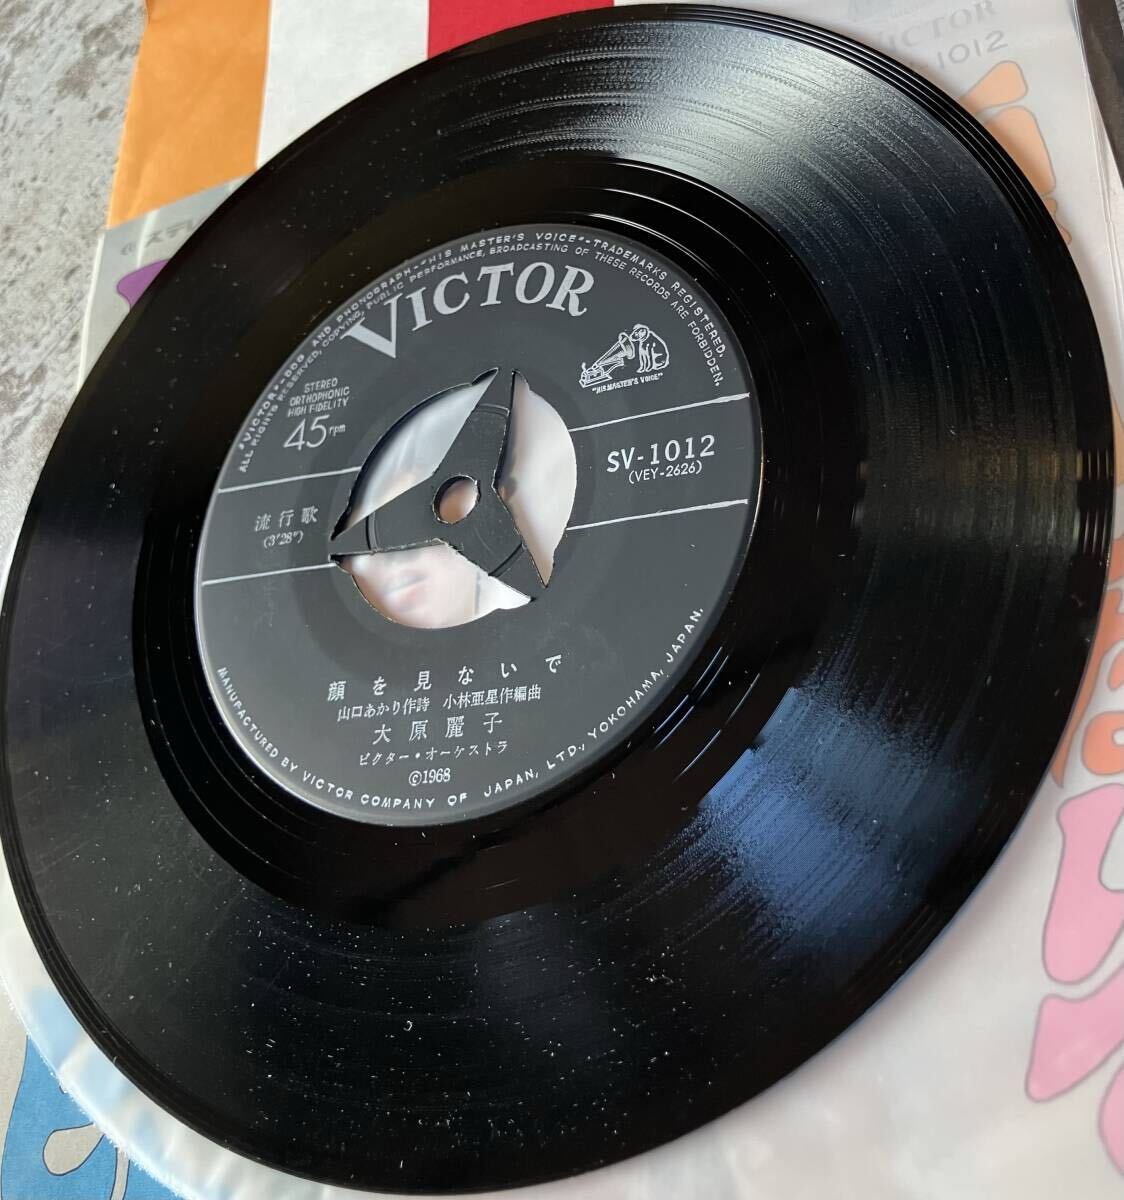 "VICTOR"-"DOG AND PHONOGRAPH-"HIS MASTER'S VOICE"-TRADEMARKS REGISTERED.
ALL RIGHTS RESERVED, COPYING, PUBLIC PERFORMANCE, BROADCASTING OF THESE RECORDS ARE FORBIDDEN.
VICTOR
STEREO
ORTHOPHONIC
HIGH FIDELITY
45rpm
"HIS MASTER'S VOICE"
SV-1012
(VEY-2626)
流行歌
(3'28")
顔を見ないで
山口あかり作詩 小林亜星作編曲
大原麗子
ビクター・オーケストラ
©1968
MANUFACTURED BY VICTOR COMPANY OF JAPAN, LTD., YOKOHAMA, JAPAN.
VICTOR
1012